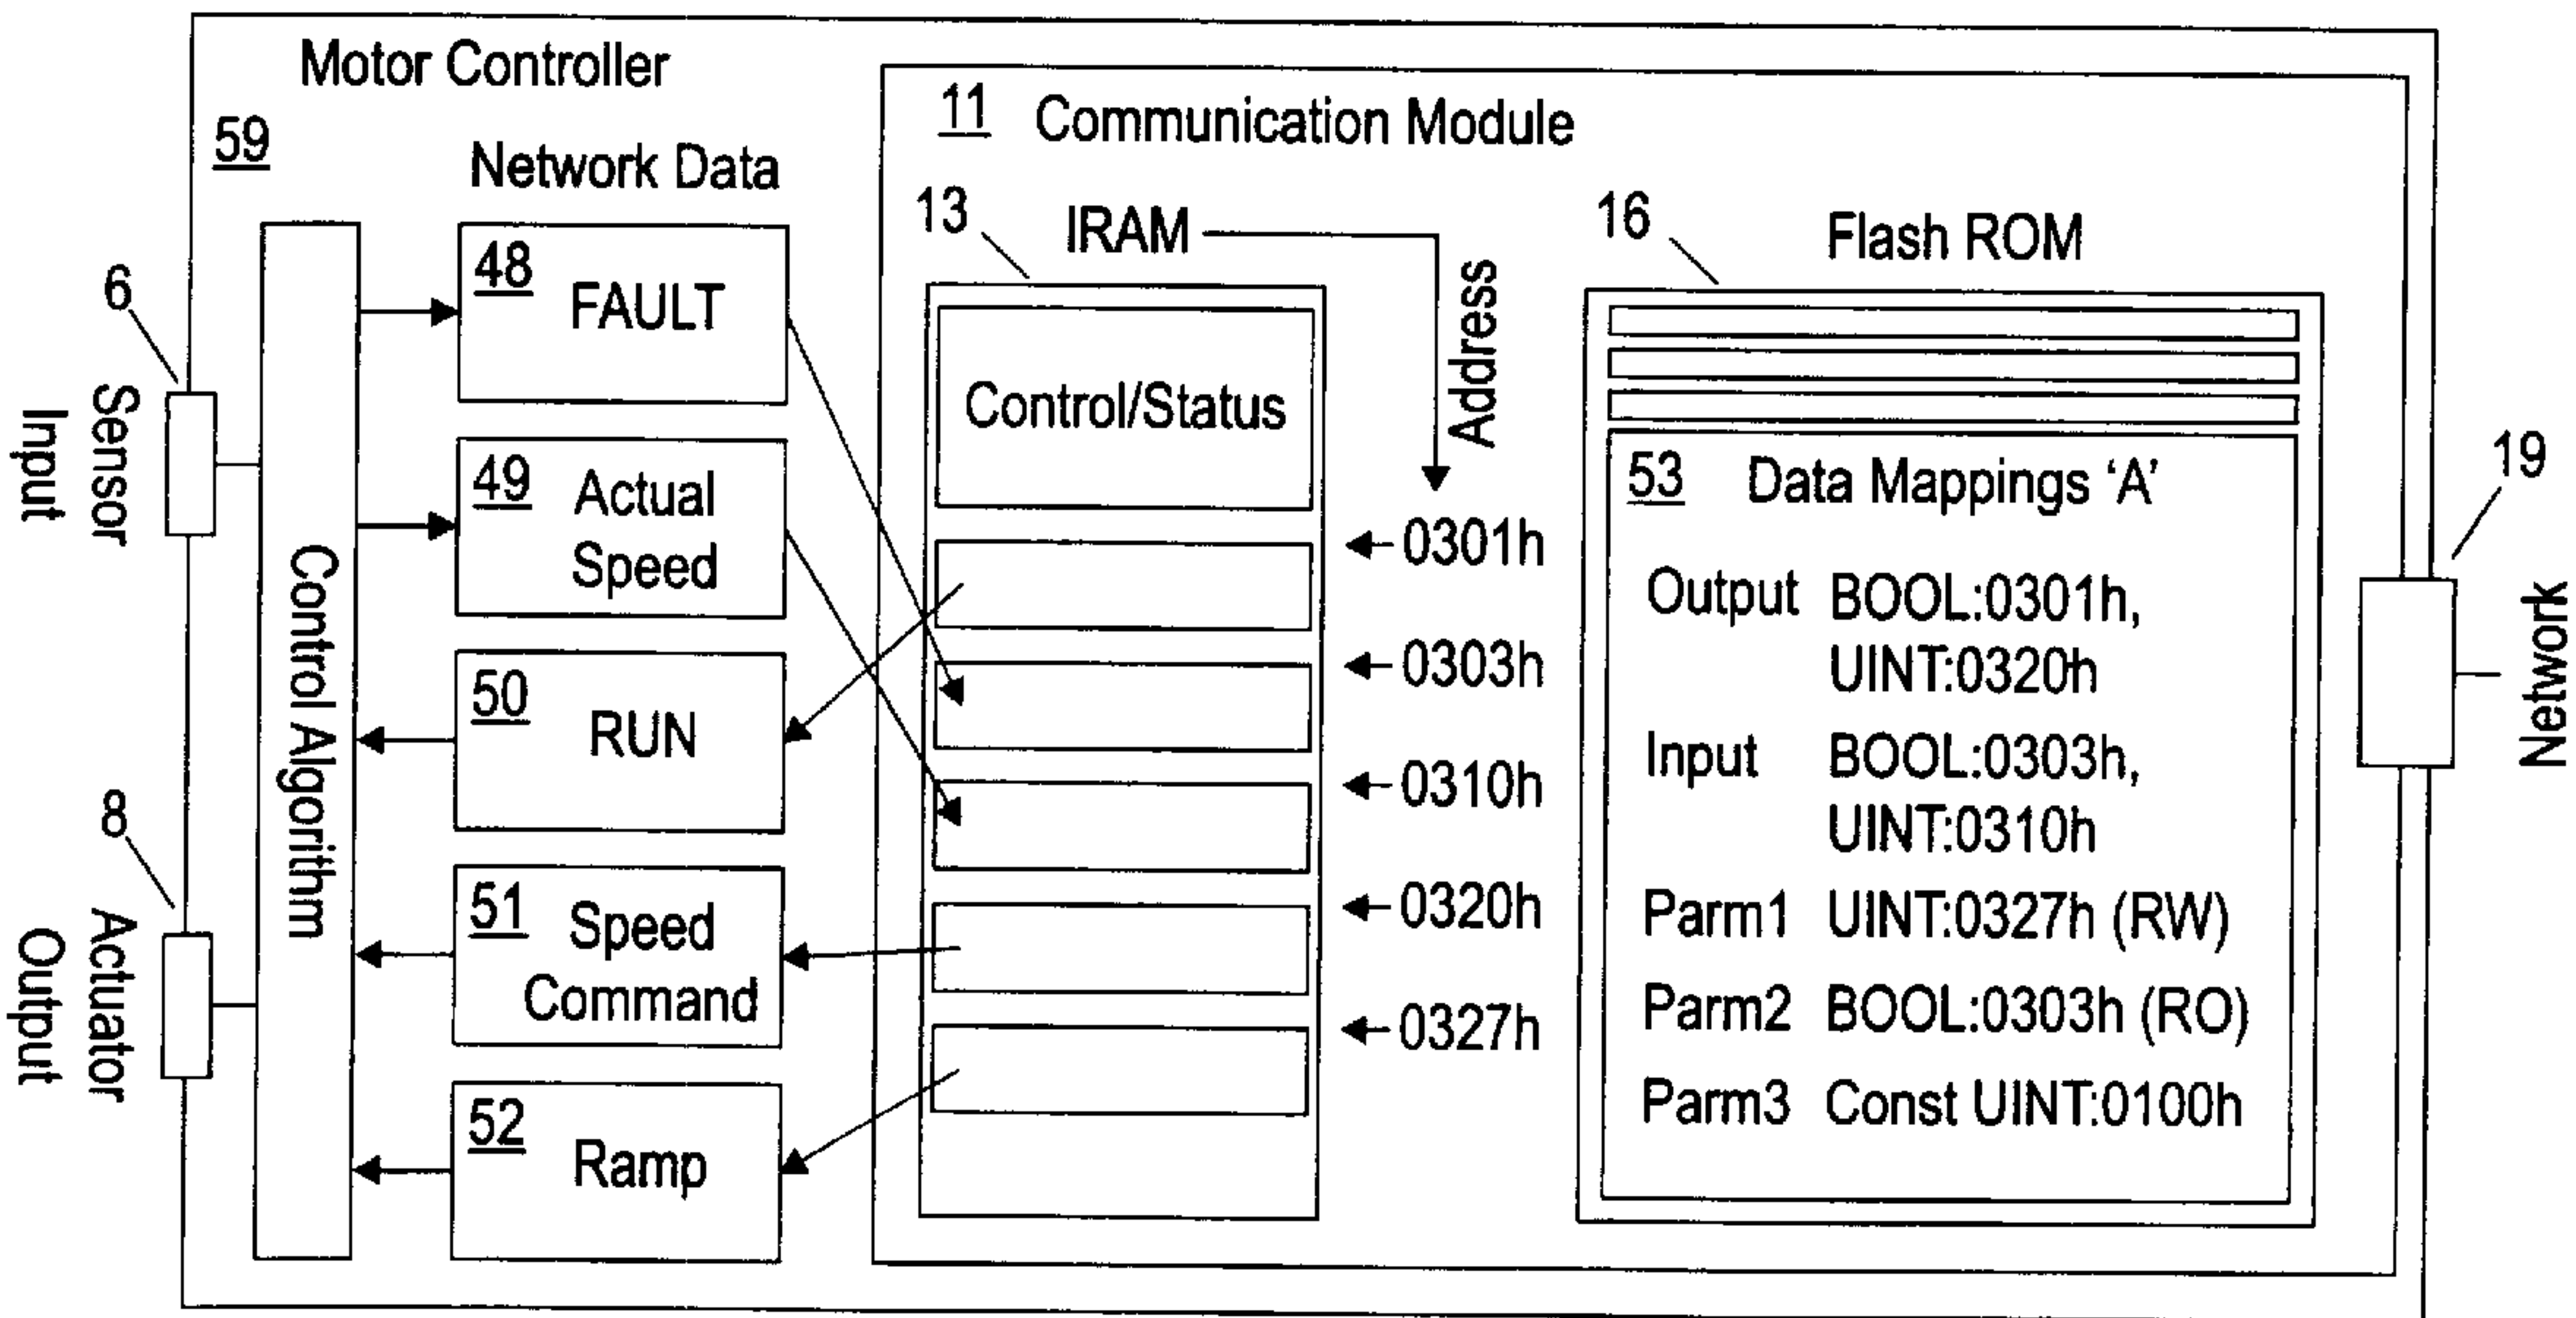 Motor Controller
59
Network Data
6
Sensor
Input
8
Actuator
Output
Control Algorithm
48
FAULT
49
Actual
Speed
50
RUN
51
Speed
Command
52
Ramp
11
Communication Module
13
IRAM
Address
Control/Status
0301h
0303h
0310h
0320h
0327h
16
Flash ROM
53
Data Mappings ‘A’
Output BOOL:0301h,
UINT:0320h
Input BOOL:0303h,
UINT:0310h
Parm1 UINT:0327h (RW)
Parm2 BOOL:0303h (RO)
Parm3 Const UINT:0100h
19
Network